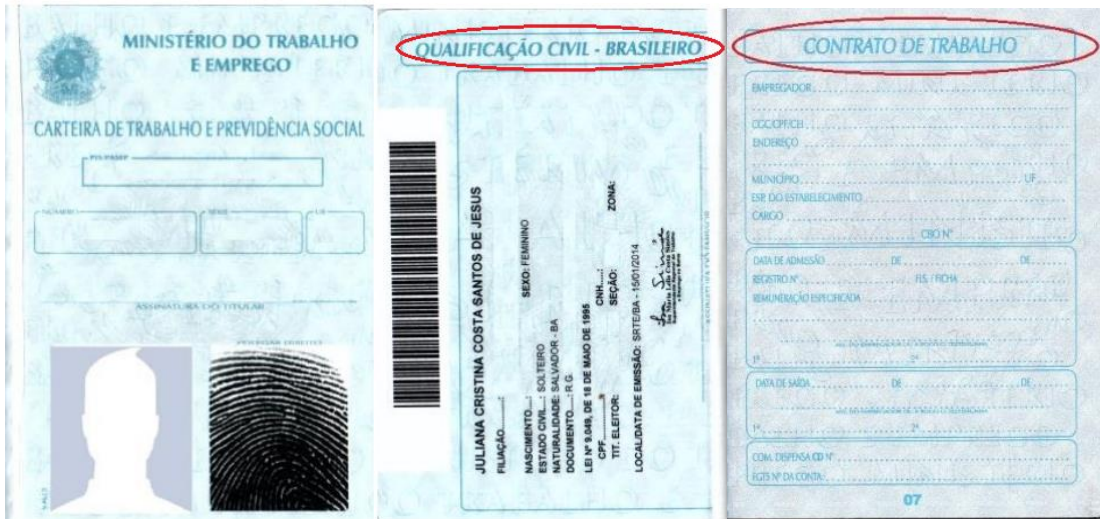 MINISTÉRIO DO TRABALHO
E EMPREGO
CARTEIRA DE TRABALHO E PREVIDÊNCIA SOCIAL
PIS/PASEP
NÚMERO
SÉRIE
UF
ASSINATURA DO TITULAR
POLEGAR DIREITO
QUALIFICAÇÃO CIVIL - BRASILEIRO
JULIANA CRISTINA COSTA SANTOS DE JESUS
FILIAÇÃO........:
SEXO: FEMININO
NASCIMENTO....:
ESTADO CIVIL...: SOLTEIRO
NATURALIDADE: SALVADOR - BA
DOCUMENTO....: R.G.
LEI Nº 9.049, DE 18 DE MAIO DE 1995
CPF........: CNH.....:
TIT. ELEITOR: SEÇÃO: ZONA:
LOCAL/DATA DE EMISSÃO: SRTE/BA - 15/01/2014
CONTRATO DE TRABALHO
EMPREGADOR
CGC/CPF/CEI
ENDEREÇO
MUNICÍPIO UF
ESP. DO ESTABELECIMENTO
CARGO
CBO Nº
DATA DE ADMISSÃO DE DE
REGISTRO Nº FLS. / FICHA
REMUNERAÇÃO ESPECIFICADA
1º 2º
DATA DE SAÍDA DE DE
1º 2º
COM. DISPENSA CD Nº
FGTS Nº DA CONTA
07